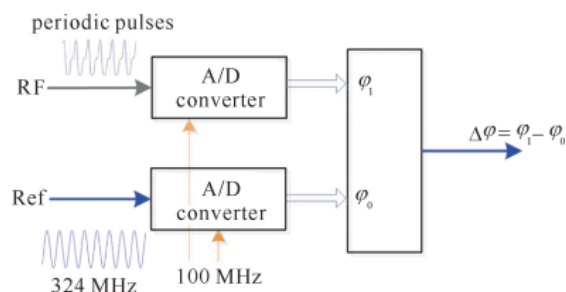 periodic pulses
RF
A/D
converter
φ₁
Δφ = φ₁ − φ₀
Ref
A/D
converter
φ₀
324 MHz
100 MHz